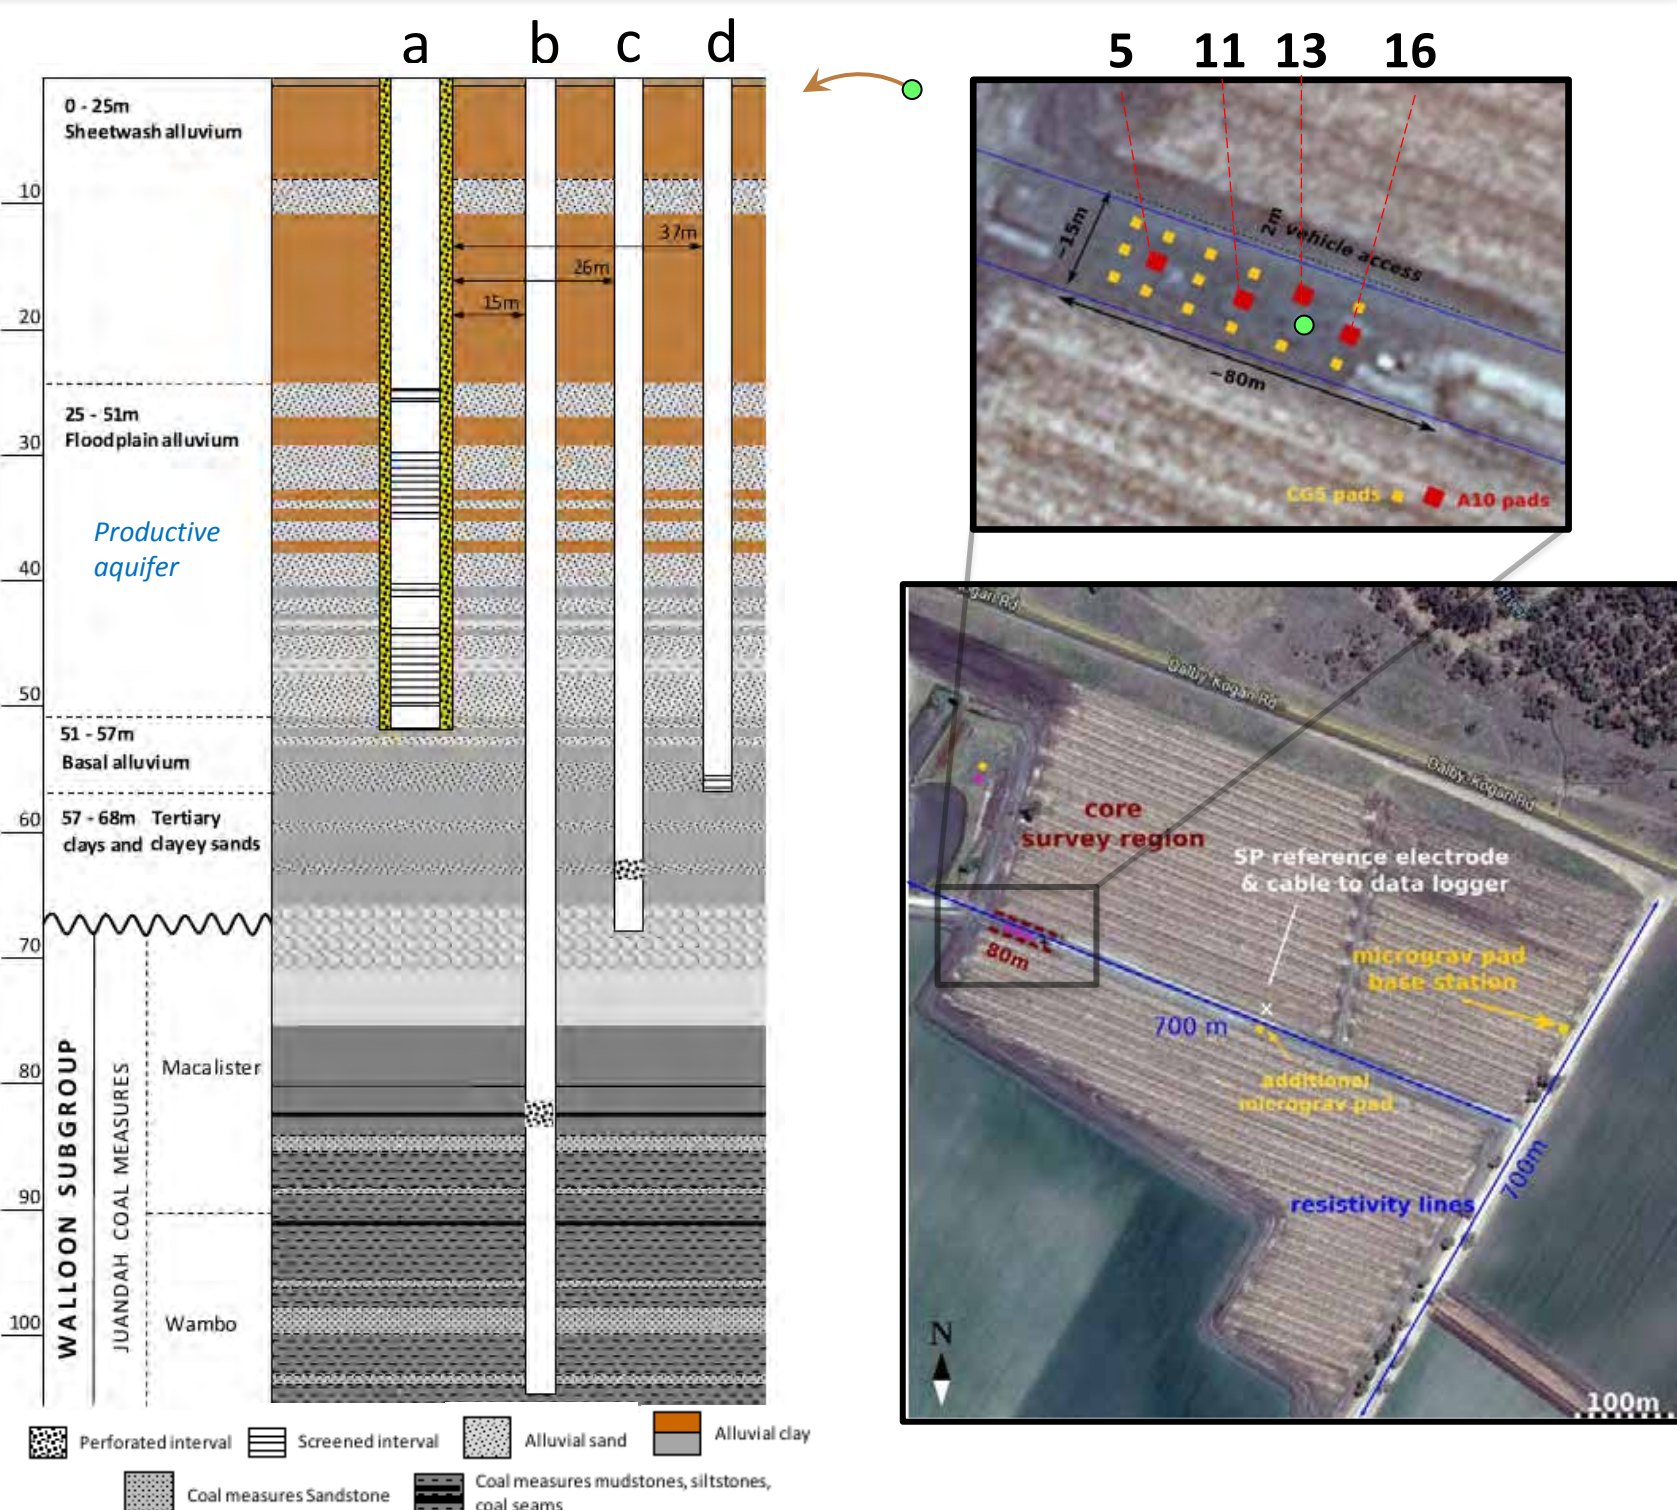 a b c d
0 - 25m
Sheetwash alluvium
10
37m
26m
15m
20
25 - 51m
Floodplain alluvium
30
Productive
aquifer
40
50
51 - 57m
Basal alluvium
57 - 68m Tertiary
clays and clayey sands
60
70
80
90
100
WALLOON SUBGROUP
JUANDAH COAL MEASURES
Macalister
Wambo
Perforated interval
Screened interval
Alluvial sand
Alluvial clay
Coal measures Sandstone
Coal measures mudstones, siltstones,
coal seams
5 11 13 16
~15m
2m
vehicle access
~80m
CG5 pads
A10 pads
Kogan Rd
Dalby-Kogan Rd
Dalby-Kogan Rd
core
survey region
SP reference electrode
& cable to data logger
80m
microgray pad
base station
700 m
additional
microgray pad
700m
resistivity lines
N
100m